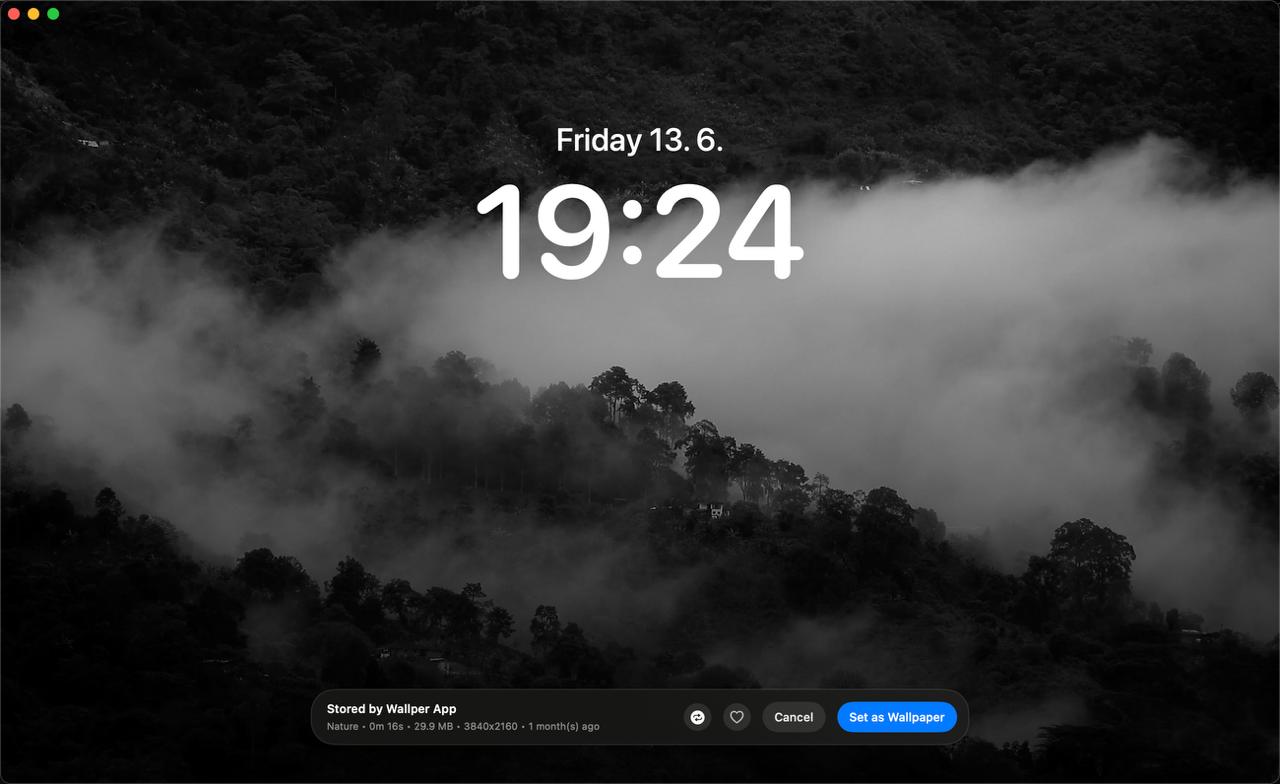 Friday 13. 6.
19:24
Stored by Wallper App
Nature • 0m 16s • 29.9 MB • 3840x2160 • 1 month(s) ago
Cancel
Set as Wallpaper